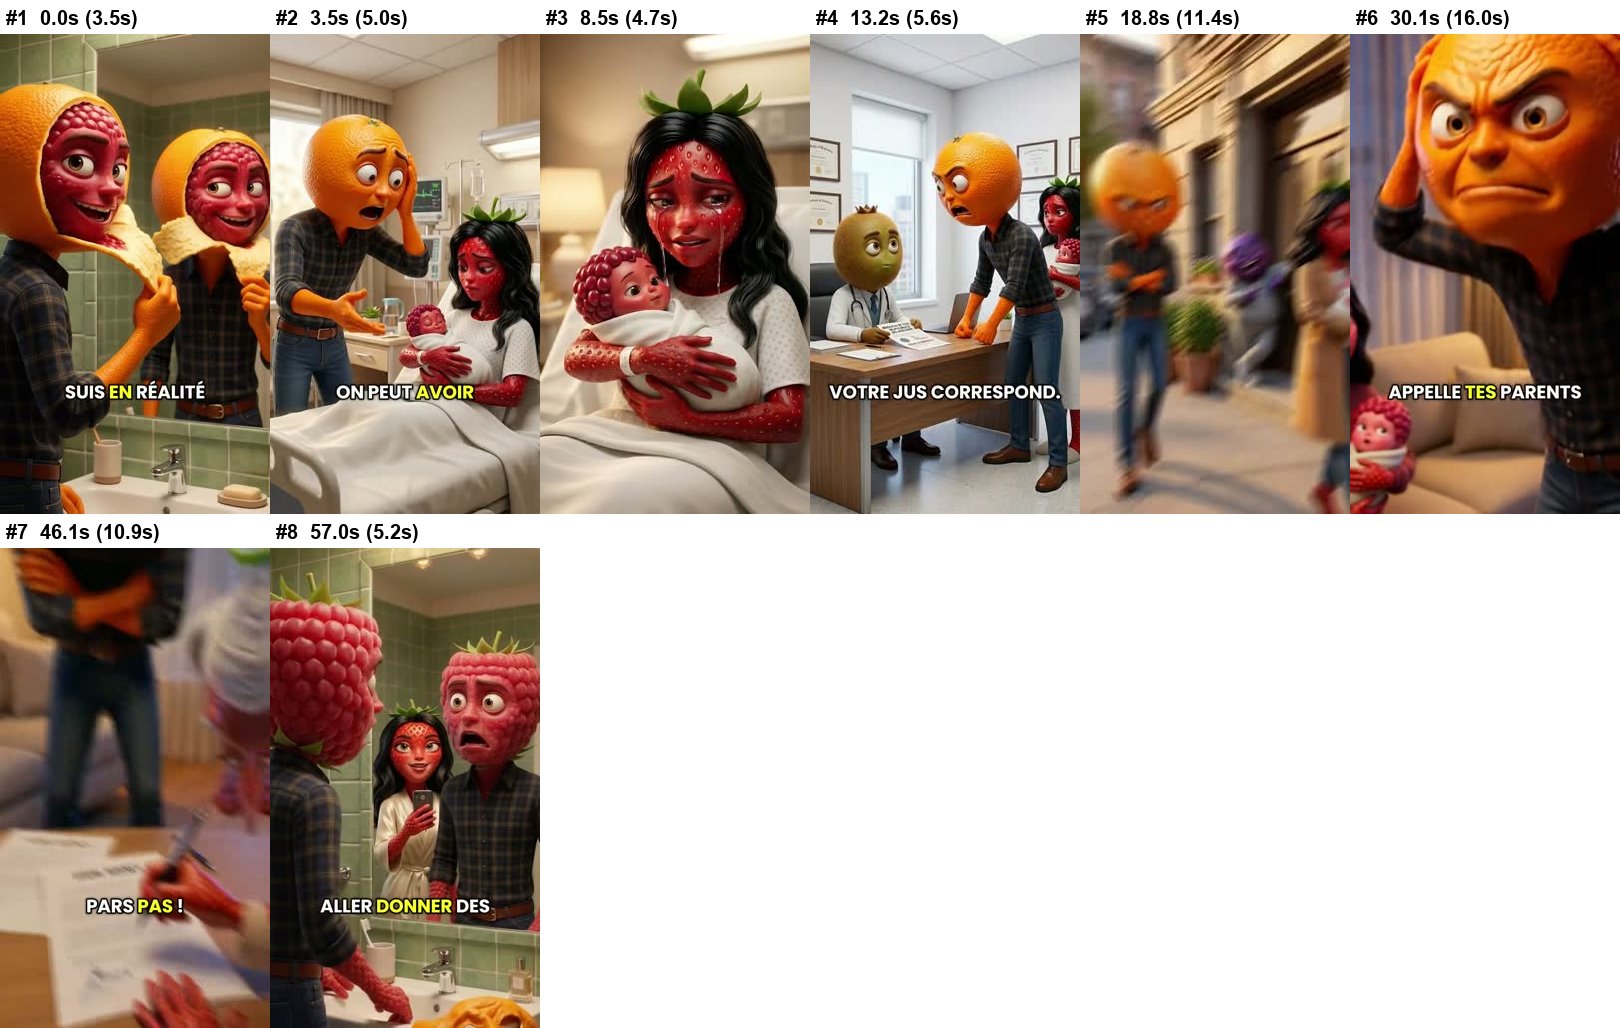 #1 0.0s (3.5s)
#2 3.5s (5.0s)
#3 8.5s (4.7s)
#4 13.2s (5.6s)
#5 18.8s (11.4s)
#6 30.1s (16.0s)
SUIS EN RÉALITÉ
ON PEUT AVOIR
VOTRE JUS CORRESPOND.
APPELLE TES PARENTS
#7 46.1s (10.9s)
#8 57.0s (5.2s)
PARS PAS !
ALLER DONNER DES